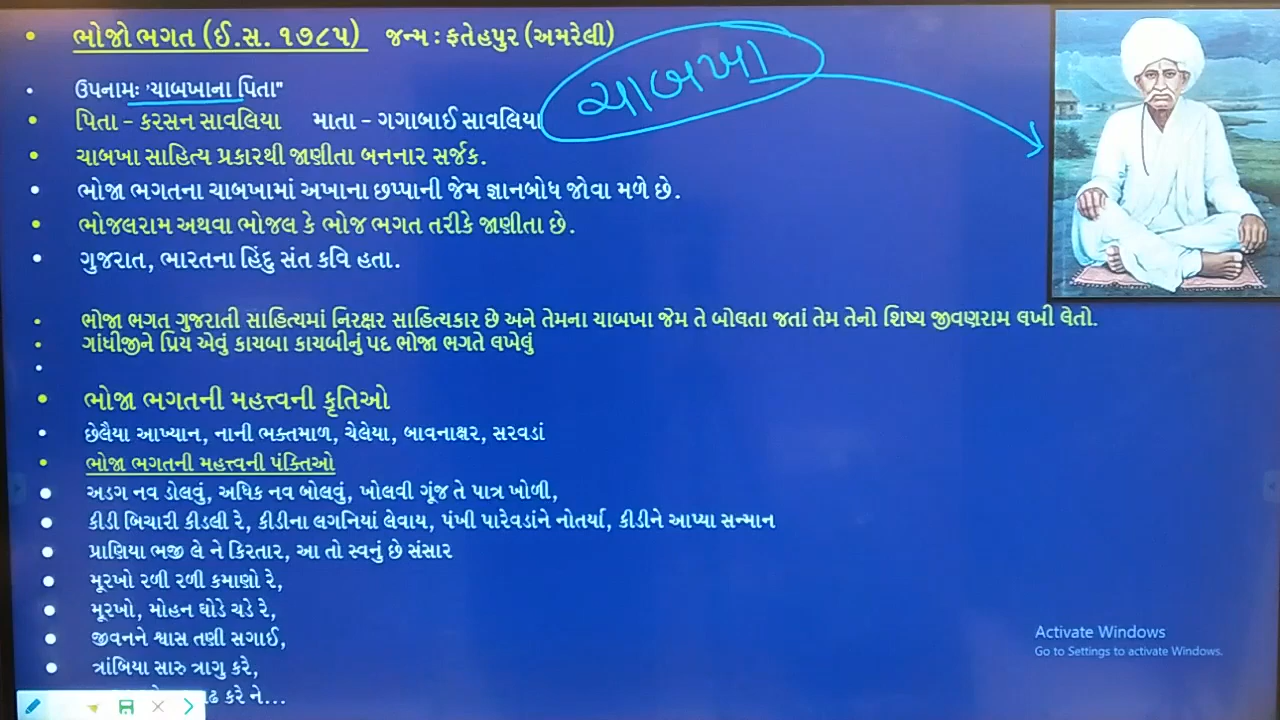 ભોજો ભગત (ઈ.સ. ૧૭૮૫) જન્મ : ફતેહપુર (અમરેલી)
ચાબખા
ઉપનામઃ 'ચાબખાના પિતા"
પિતા – કરસન સાવલિયા માતા – ગગાબાઈ સાવલિયા
ચાબખા સાહિત્ય પ્રકારથી જાણીતા બનનાર સર્જક.
ભોજા ભગતના ચાબખામાં અખાના છપ્પાની જેમ જ્ઞાનબોધ જોવા મળે છે.
ભોજલરામ અથવા ભોજલ કે ભોજ ભગત તરીકે જાણીતા છે.
ગુજરાત, ભારતના હિંદુ સંત કવિ હતા.
ભોજા ભગત ગુજરાતી સાહિત્યમાં નિરક્ષર સાહિત્યકાર છે અને તેમના ચાબખા જેમ તે બોલતા જતાં તેમ તેનો શિષ્ય જીવણરામ લખી લેતો.
ગાંધીજીને પ્રિય એવું કાચબા કાચબીનું પદ ભોજા ભગતે લખેલું
ભોજા ભગતની મહત્ત્વની કૃતિઓ
છેલૈયા આખ્યાન, નાની ભક્તમાળ, ચેલેયા, બાવનાક્ષર, સરવડાં
ભોજા ભગતની મહત્ત્વની પંક્તિઓ
અડગ નવ ડોલવું, અધિક નવ બોલવું, ખોલવી ગૂંજ તે પાત્ર ખોળી,
કીડી બિચારી કીડલી રે, કીડીના લગનિયાં લેવાય, પંખી પારેવડાંને નોતર્યા, કીડીને આપ્યા સન્માન
પ્રાણિયા ભજી લે ને કિરતાર, આ તો સ્વનું છે સંસાર
મૂરખો રળી રળી કમાણો રે,
મૂરખો, મોહન ઘોડે ચડે રે,
જીવનને શ્વાસ તણી સગાઈ,
ત્રાંબિયા સારુ ત્રાગુ કરે,
કરે ને...
Activate Windows
Go to Settings to activate Windows.